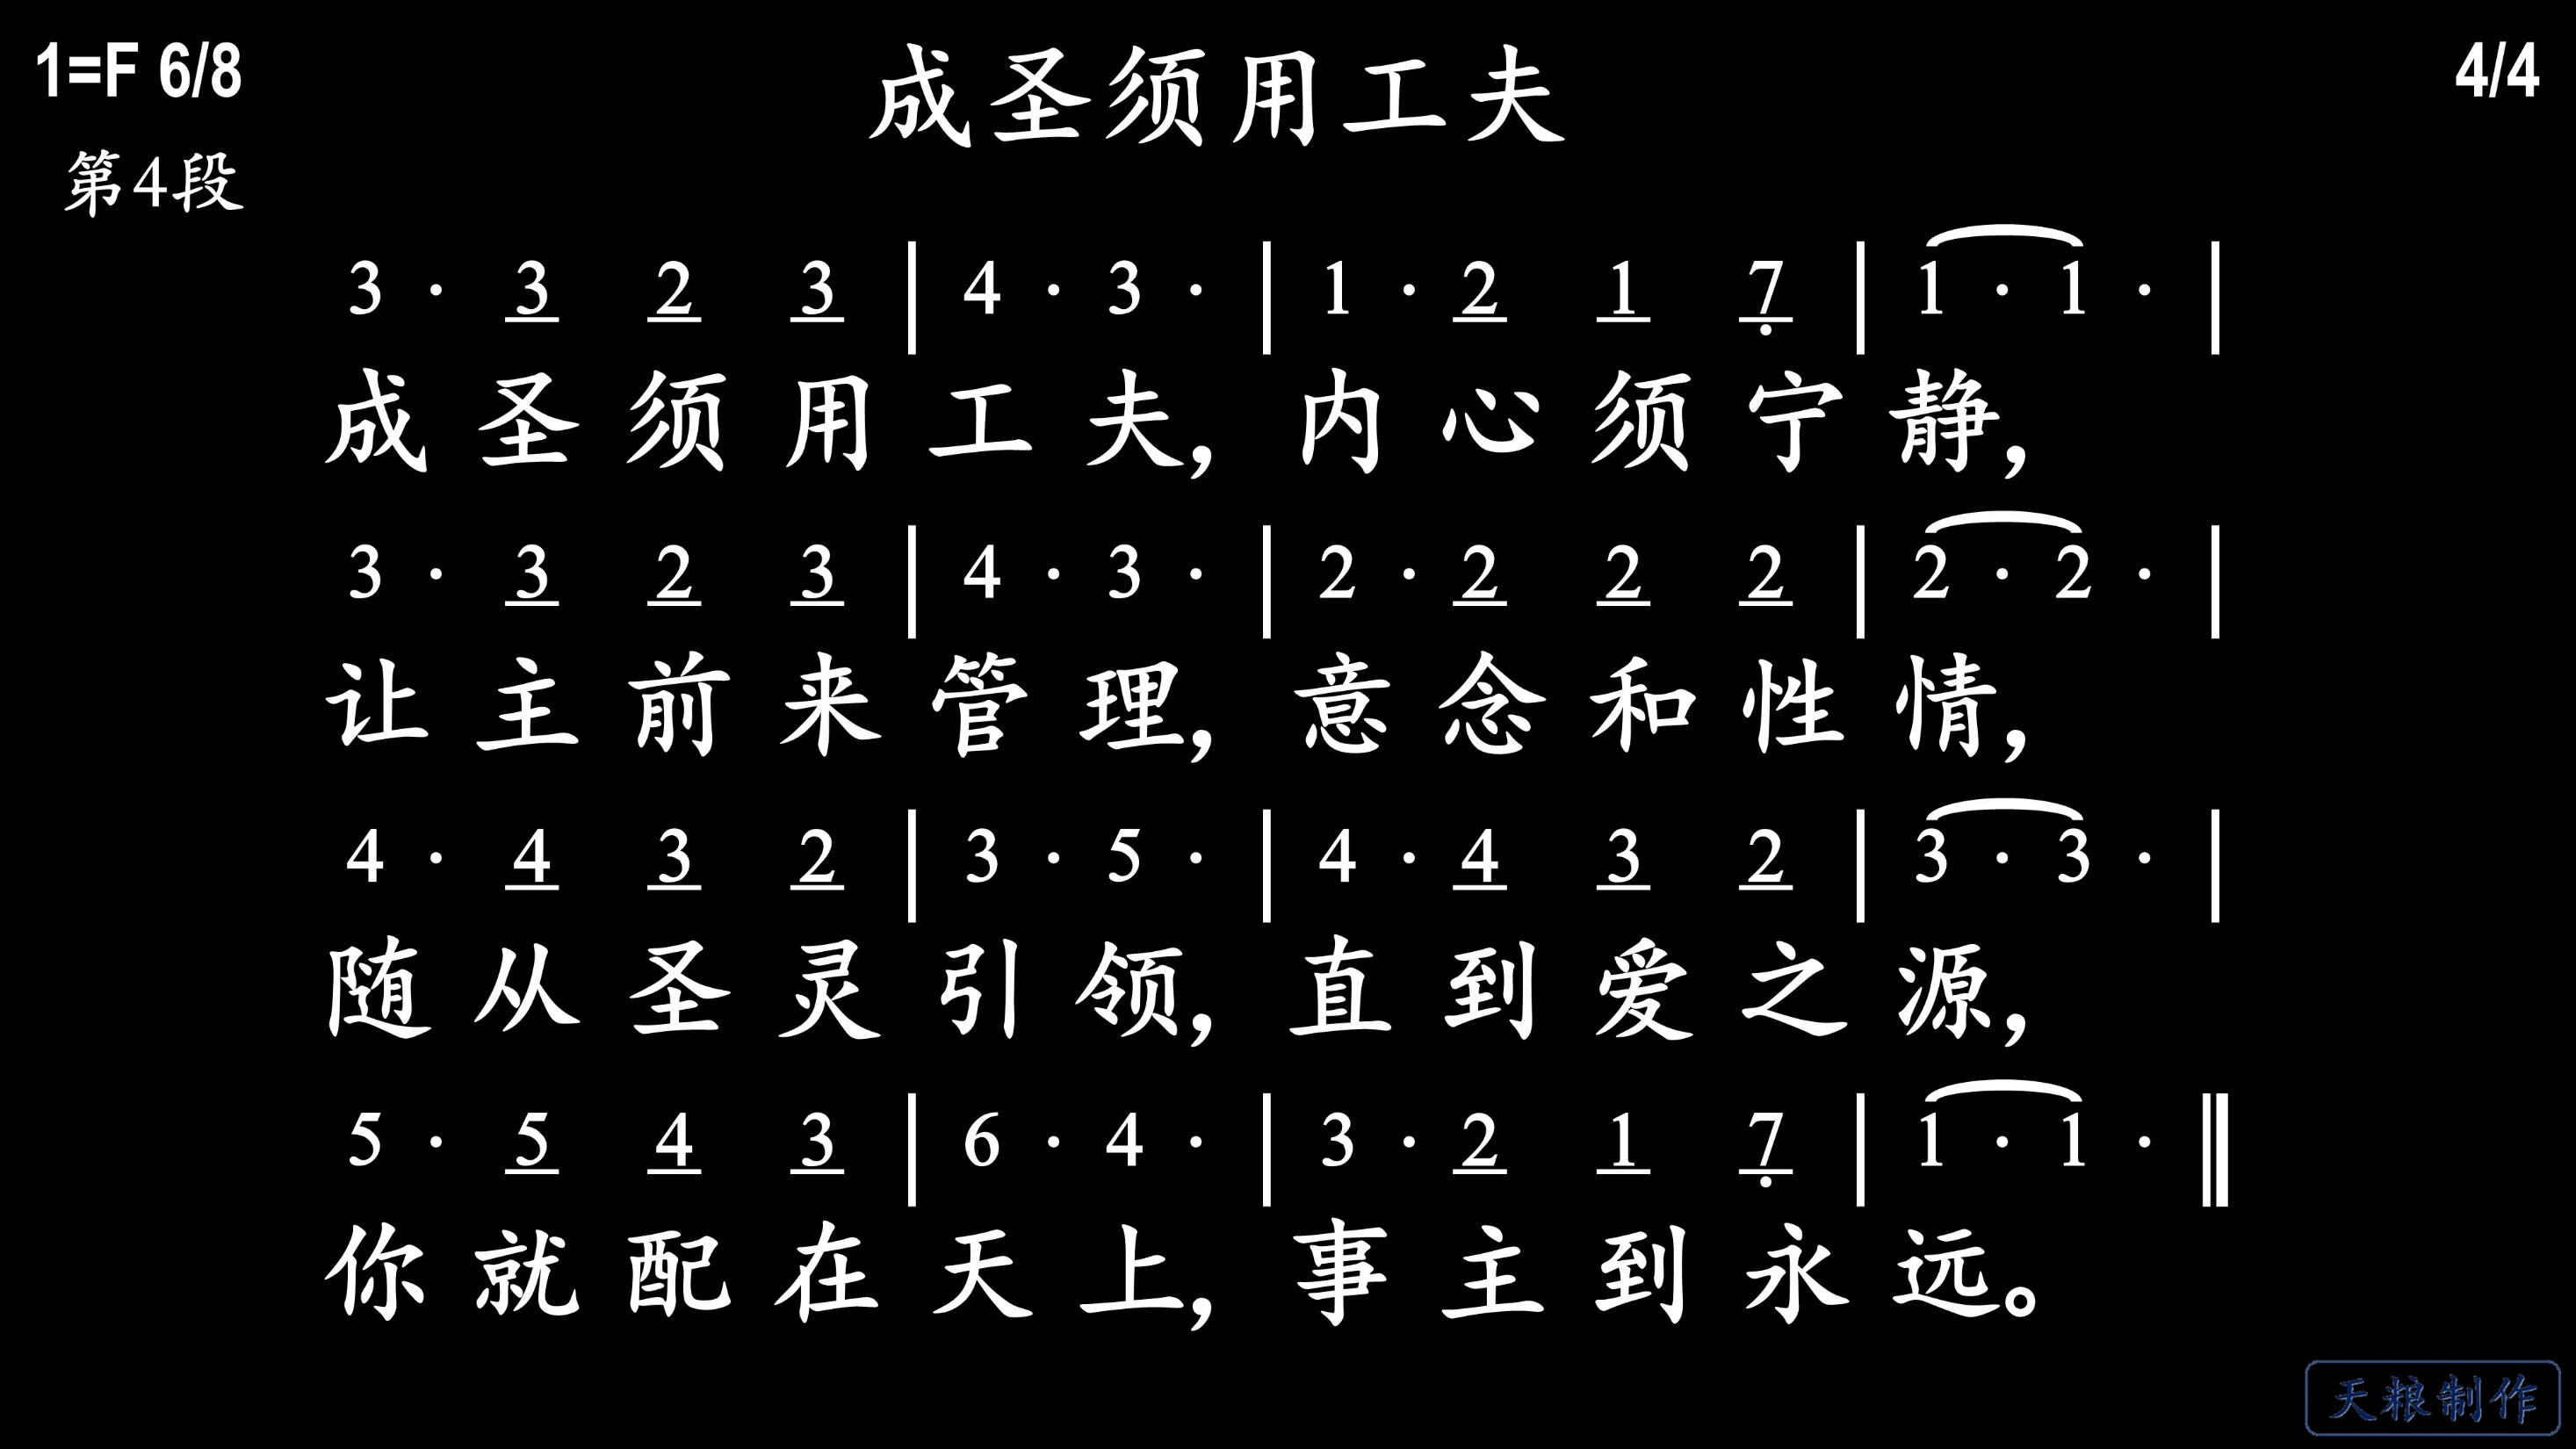 1=F 6/8 成圣须用工夫 4/4
第4段
3 · 3 2 3 | 4 · 3 · | 1 · 2 1 7̣ | 1 · 1 · |
成圣须用工夫，内心须宁静，
3 · 3 2 3 | 4 · 3 · | 2 · 2 2 2 | 2 · 2 · |
让主前来管理，意念和性情，
4 · 4 3 2 | 3 · 5 · | 4 · 4 3 2 | 3 · 3 · |
随从圣灵引领，直到爱之源，
5 · 5 4 3 | 6 · 4 · | 3 · 2 1 7̣ | 1 · 1 · ‖
你就配在天上，事主到永远。
天粮制作